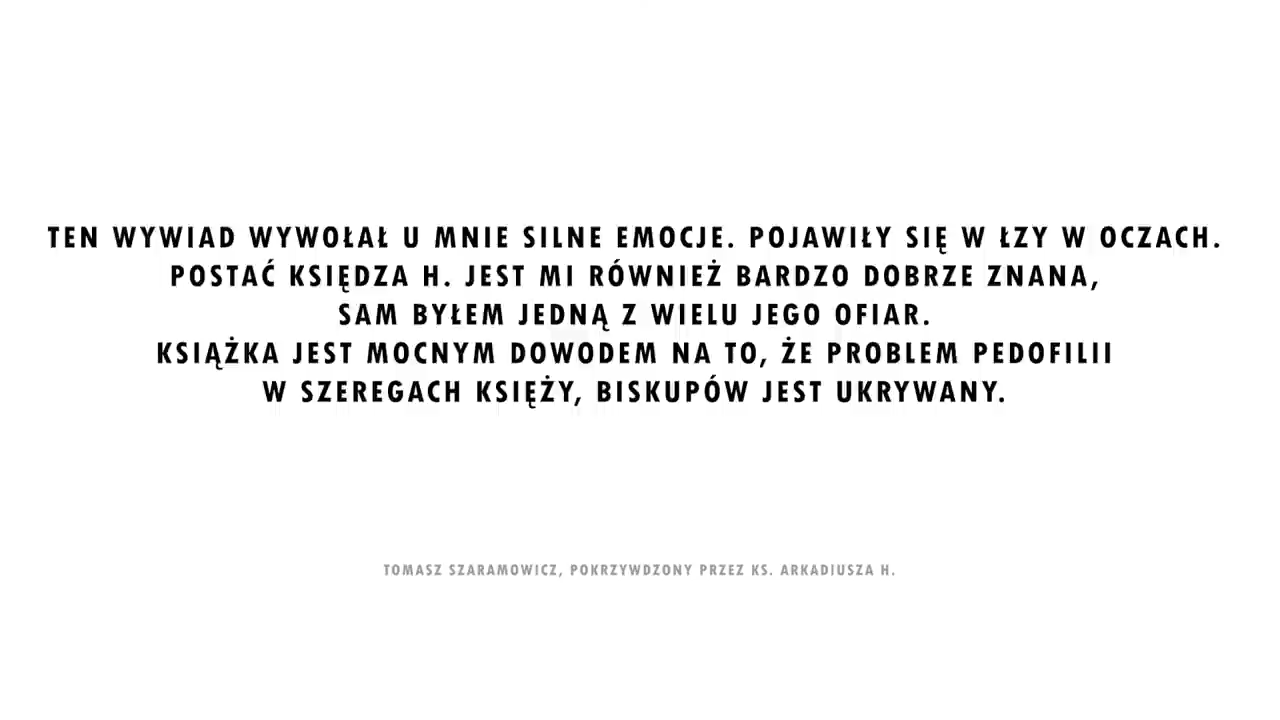 TEN WYWIAD WYWOŁAŁ U MNIE SILNE EMOCJE. POJAWIŁY SIĘ W ŁZY W OCZACH.
POSTAĆ KSIĘDZA H. JEST MI RÓWNIEŻ BARDZO DOBRZE ZNANA,
SAM BYŁEM JEDNĄ Z WIELU JEGO OFIAR.
KSIĄŻKA JEST MOCNYM DOWODEM NA TO, ŻE PROBLEM PEDOFILII
W SZEREGACH KSIĘŻY, BISKUPÓW JEST UKRYWANY.
TOMASZ SZARAMOWICZ, POKRZYWDZONY PRZEZ KS. ARKADIUSZA H.